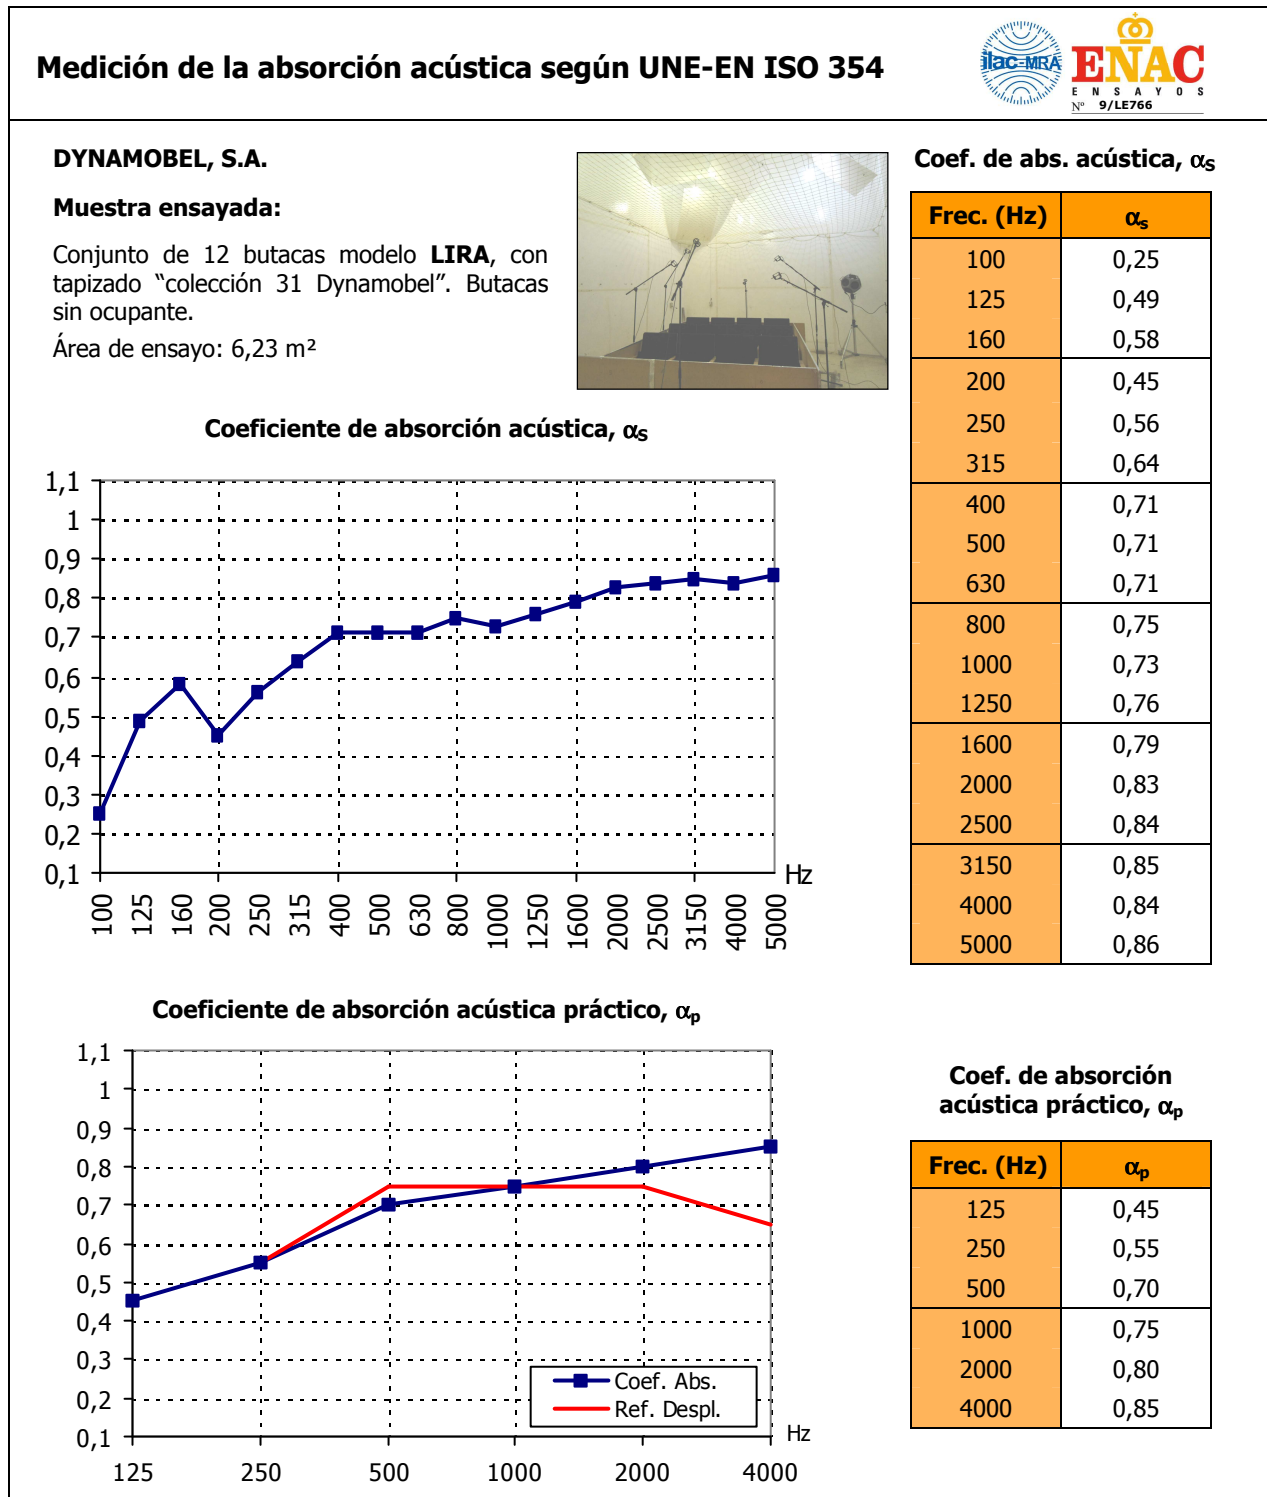 Medición de la absorción acústica según UNE-EN ISO 354
ilac-MRA
ENAC
ENSAYOS
Nº 9/LE766
DYNAMOBEL, S.A.
Muestra ensayada:
Conjunto de 12 butacas modelo LIRA, con
tapizado “colección 31 Dynamobel”. Butacas
sin ocupante.
Área de ensayo: 6,23 m²
Coef. de abs. acústica, αS
Frec. (Hz) αs
100 0,25
125 0,49
160 0,58
200 0,45
250 0,56
315 0,64
400 0,71
500 0,71
630 0,71
800 0,75
1000 0,73
1250 0,76
1600 0,79
2000 0,83
2500 0,84
3150 0,85
4000 0,84
5000 0,86
Coeficiente de absorción acústica, αS
1,1
1
0,9
0,8
0,7
0,6
0,5
0,4
0,3
0,2
0,1
Hz
100 125 160 200 250 315 400 500 630 800 1000 1250 1600 2000 2500 3150 4000 5000
Coeficiente de absorción acústica práctico, αp
1,1
1
0,9
0,8
0,7
0,6
0,5
0,4
0,3
0,2
0,1
Coef. Abs.
Ref. Despl.
Hz
125 250 500 1000 2000 4000
Coef. de absorción
acústica práctico, αp
Frec. (Hz) αp
125 0,45
250 0,55
500 0,70
1000 0,75
2000 0,80
4000 0,85